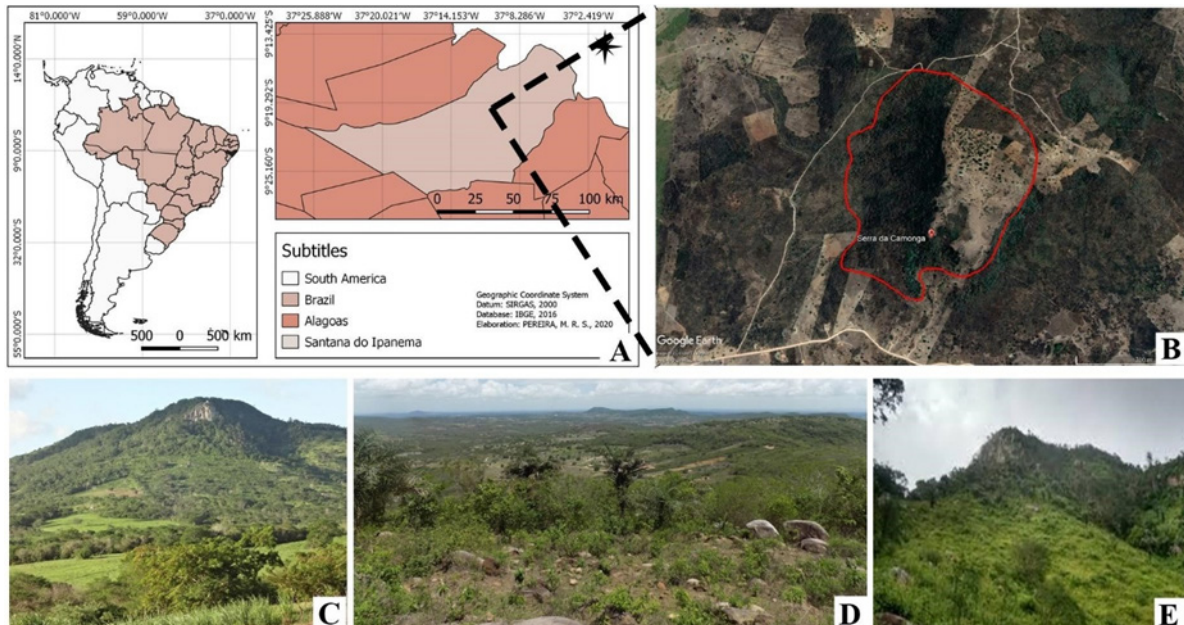 81°0.000'W
59°0.000'W
37°0.000'W
14°0.000'N
9°0.000'S
32°0.000'S
55°0.000'S
500 0 500 km
37°25.888'W
37°20.021'W
37°14.153'W
37°8.286'W
37°2.419'W
9°13.425'S
9°19.292'S
9°25.160'S
0 25 50 75 100 km
Subtitles
South America
Brazil
Alagoas
Santana do Ipanema
Geographic Coordinate System
Datum: SIRGAS, 2000
Database: IBGE, 2016
Elaboration: PEREIRA, M. R. S., 2020
A
Serra da Camonga
Google Earth
B
C
D
E